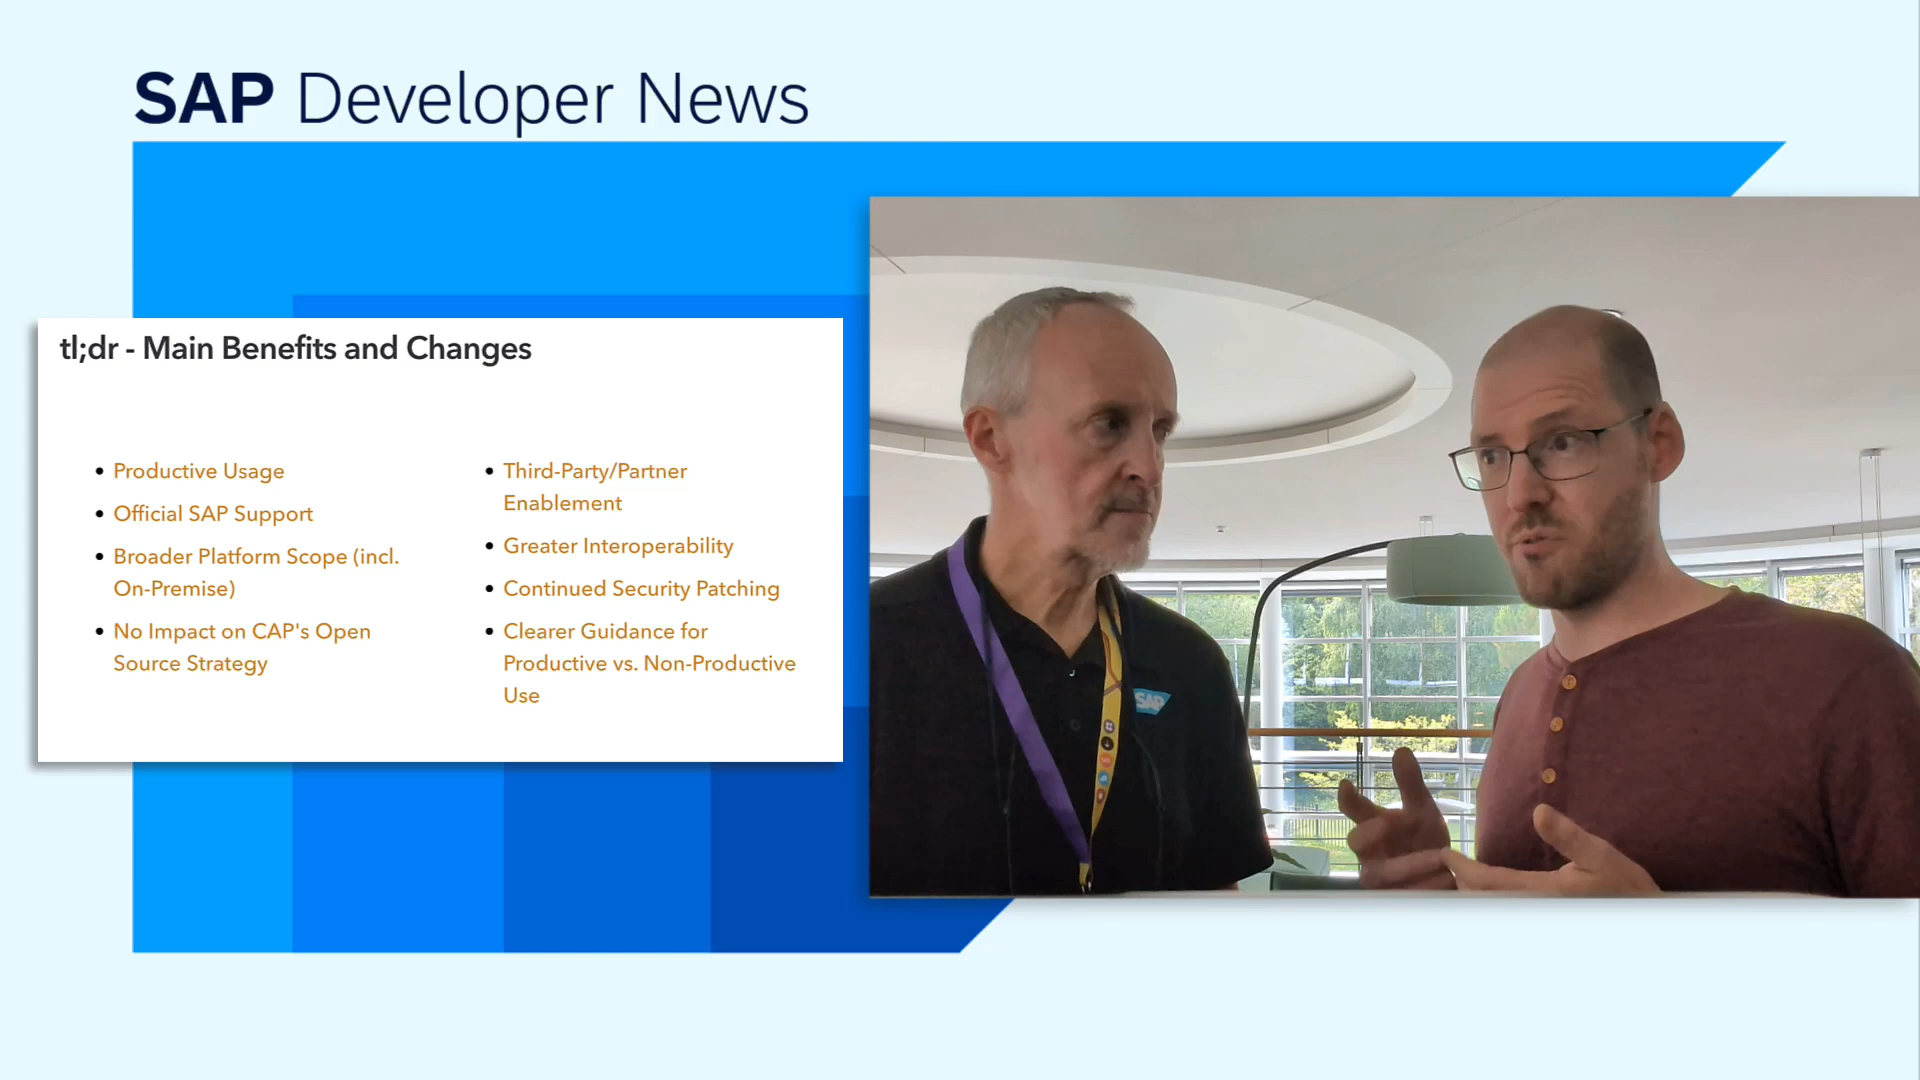 SAP Developer News
tl;dr - Main Benefits and Changes
• Productive Usage
• Official SAP Support
• Broader Platform Scope (incl.
On-Premise)
• No Impact on CAP's Open
Source Strategy
• Third-Party/Partner
Enablement
• Greater Interoperability
• Continued Security Patching
• Clearer Guidance for
Productive vs. Non-Productive
Use
SAP